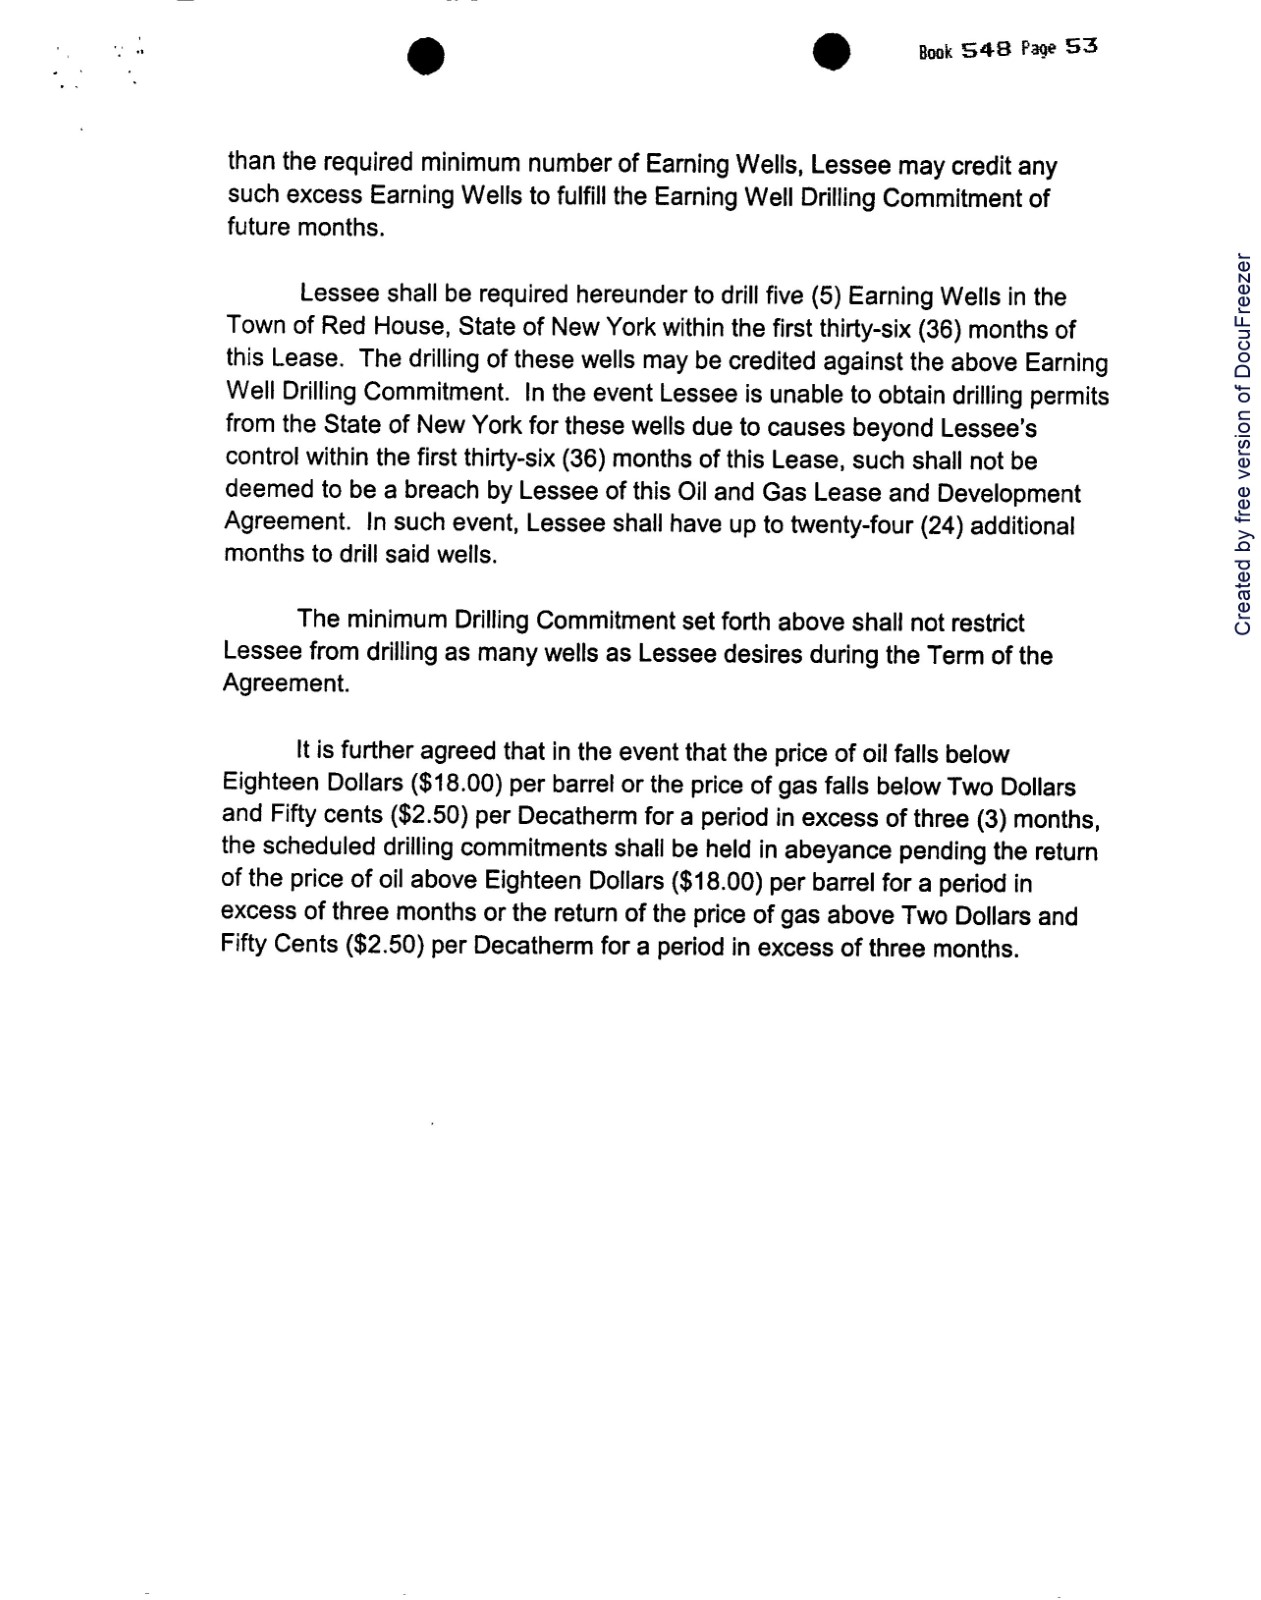 Book 548 Page 53
than the required minimum number of Earning Wells, Lessee may credit any
such excess Earning Wells to fulfill the Earning Well Drilling Commitment of
future months.
Lessee shall be required hereunder to drill five (5) Earning Wells in the
Town of Red House, State of New York within the first thirty-six (36) months of
this Lease. The drilling of these wells may be credited against the above Earning
Well Drilling Commitment. In the event Lessee is unable to obtain drilling permits
from the State of New York for these wells due to causes beyond Lessee's
control within the first thirty-six (36) months of this Lease, such shall not be
deemed to be a breach by Lessee of this Oil and Gas Lease and Development
Agreement. In such event, Lessee shall have up to twenty-four (24) additional
months to drill said wells.
The minimum Drilling Commitment set forth above shall not restrict
Lessee from drilling as many wells as Lessee desires during the Term of the
Agreement.
It is further agreed that in the event that the price of oil falls below
Eighteen Dollars ($18.00) per barrel or the price of gas falls below Two Dollars
and Fifty cents ($2.50) per Decatherm for a period in excess of three (3) months,
the scheduled drilling commitments shall be held in abeyance pending the return
of the price of oil above Eighteen Dollars ($18.00) per barrel for a period in
excess of three months or the return of the price of gas above Two Dollars and
Fifty Cents ($2.50) per Decatherm for a period in excess of three months.
Created by free version of DocuFreezer